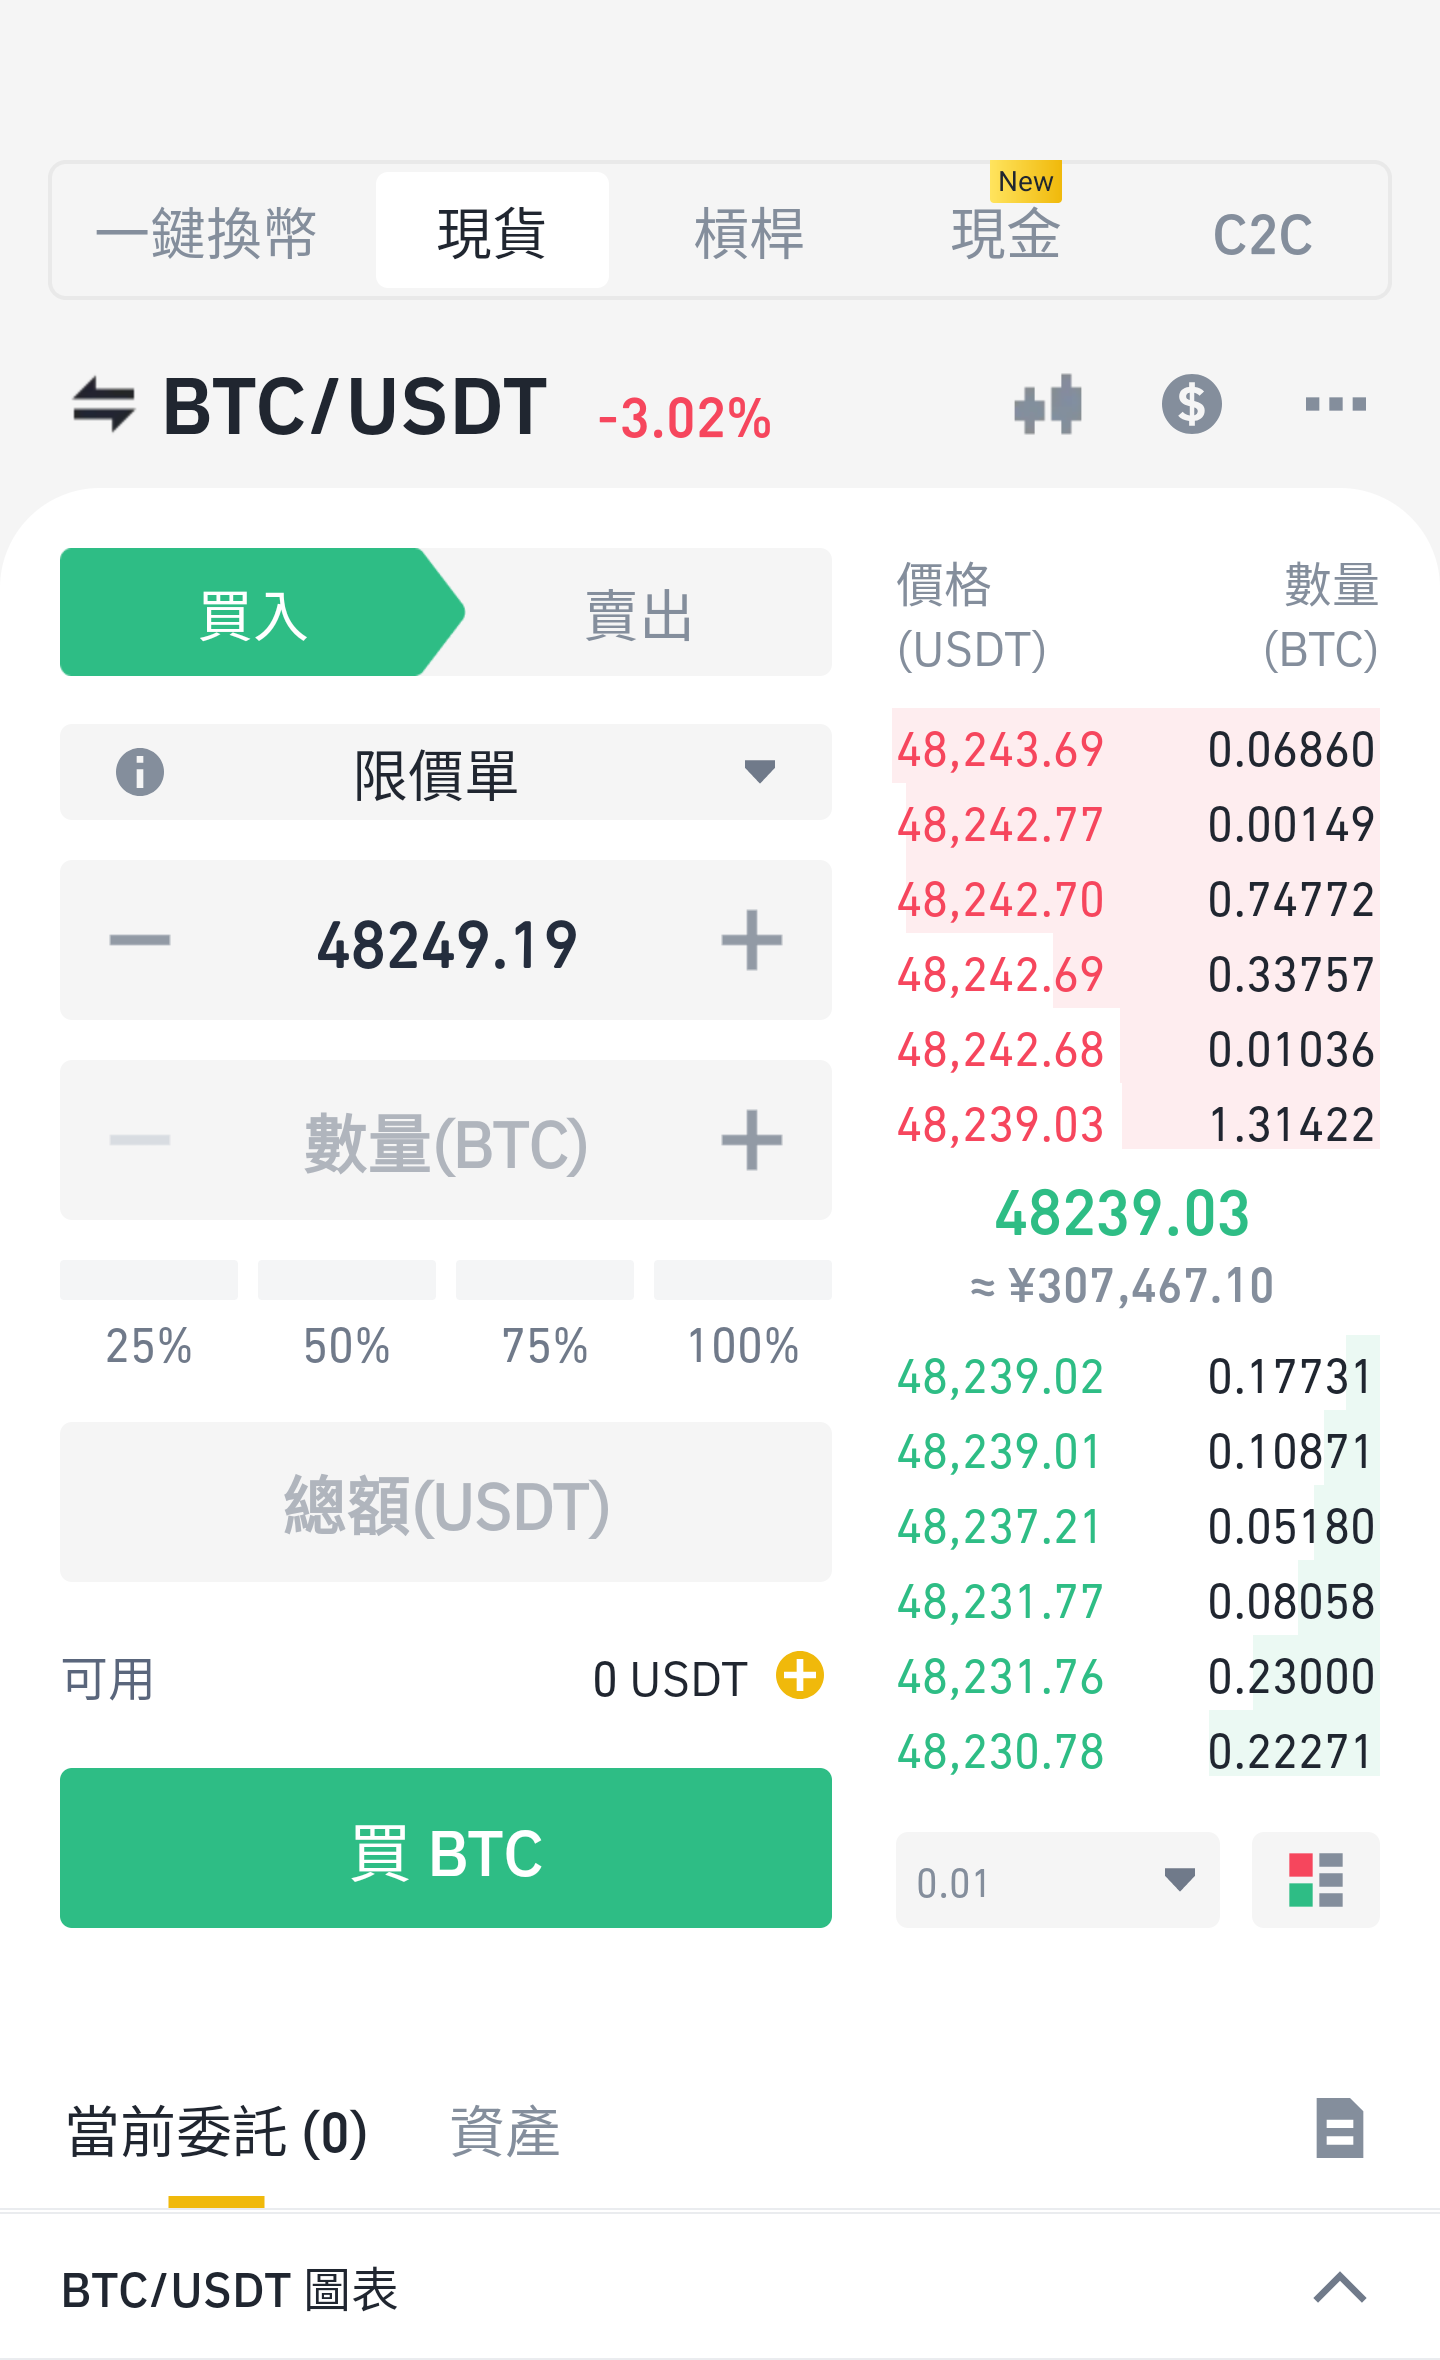 New
一鍵換幣 現貨 槓桿 現金 C2C
BTC/USDT -3.02%
買入 賣出
限價單
48249.19
數量(BTC)
25% 50% 75% 100%
總額(USDT)
可用 0 USDT
買 BTC
價格 數量
(USDT) (BTC)
48,243.69 0.06860
48,242.77 0.00149
48,242.70 0.74772
48,242.69 0.33757
48,242.68 0.01036
48,239.03 1.31422
48239.03
≈ ¥307,467.10
48,239.02 0.17731
48,239.01 0.10871
48,237.21 0.05180
48,231.77 0.08058
48,231.76 0.23000
48,230.78 0.22271
0.01
當前委託 (0) 資產
BTC/USDT 圖表